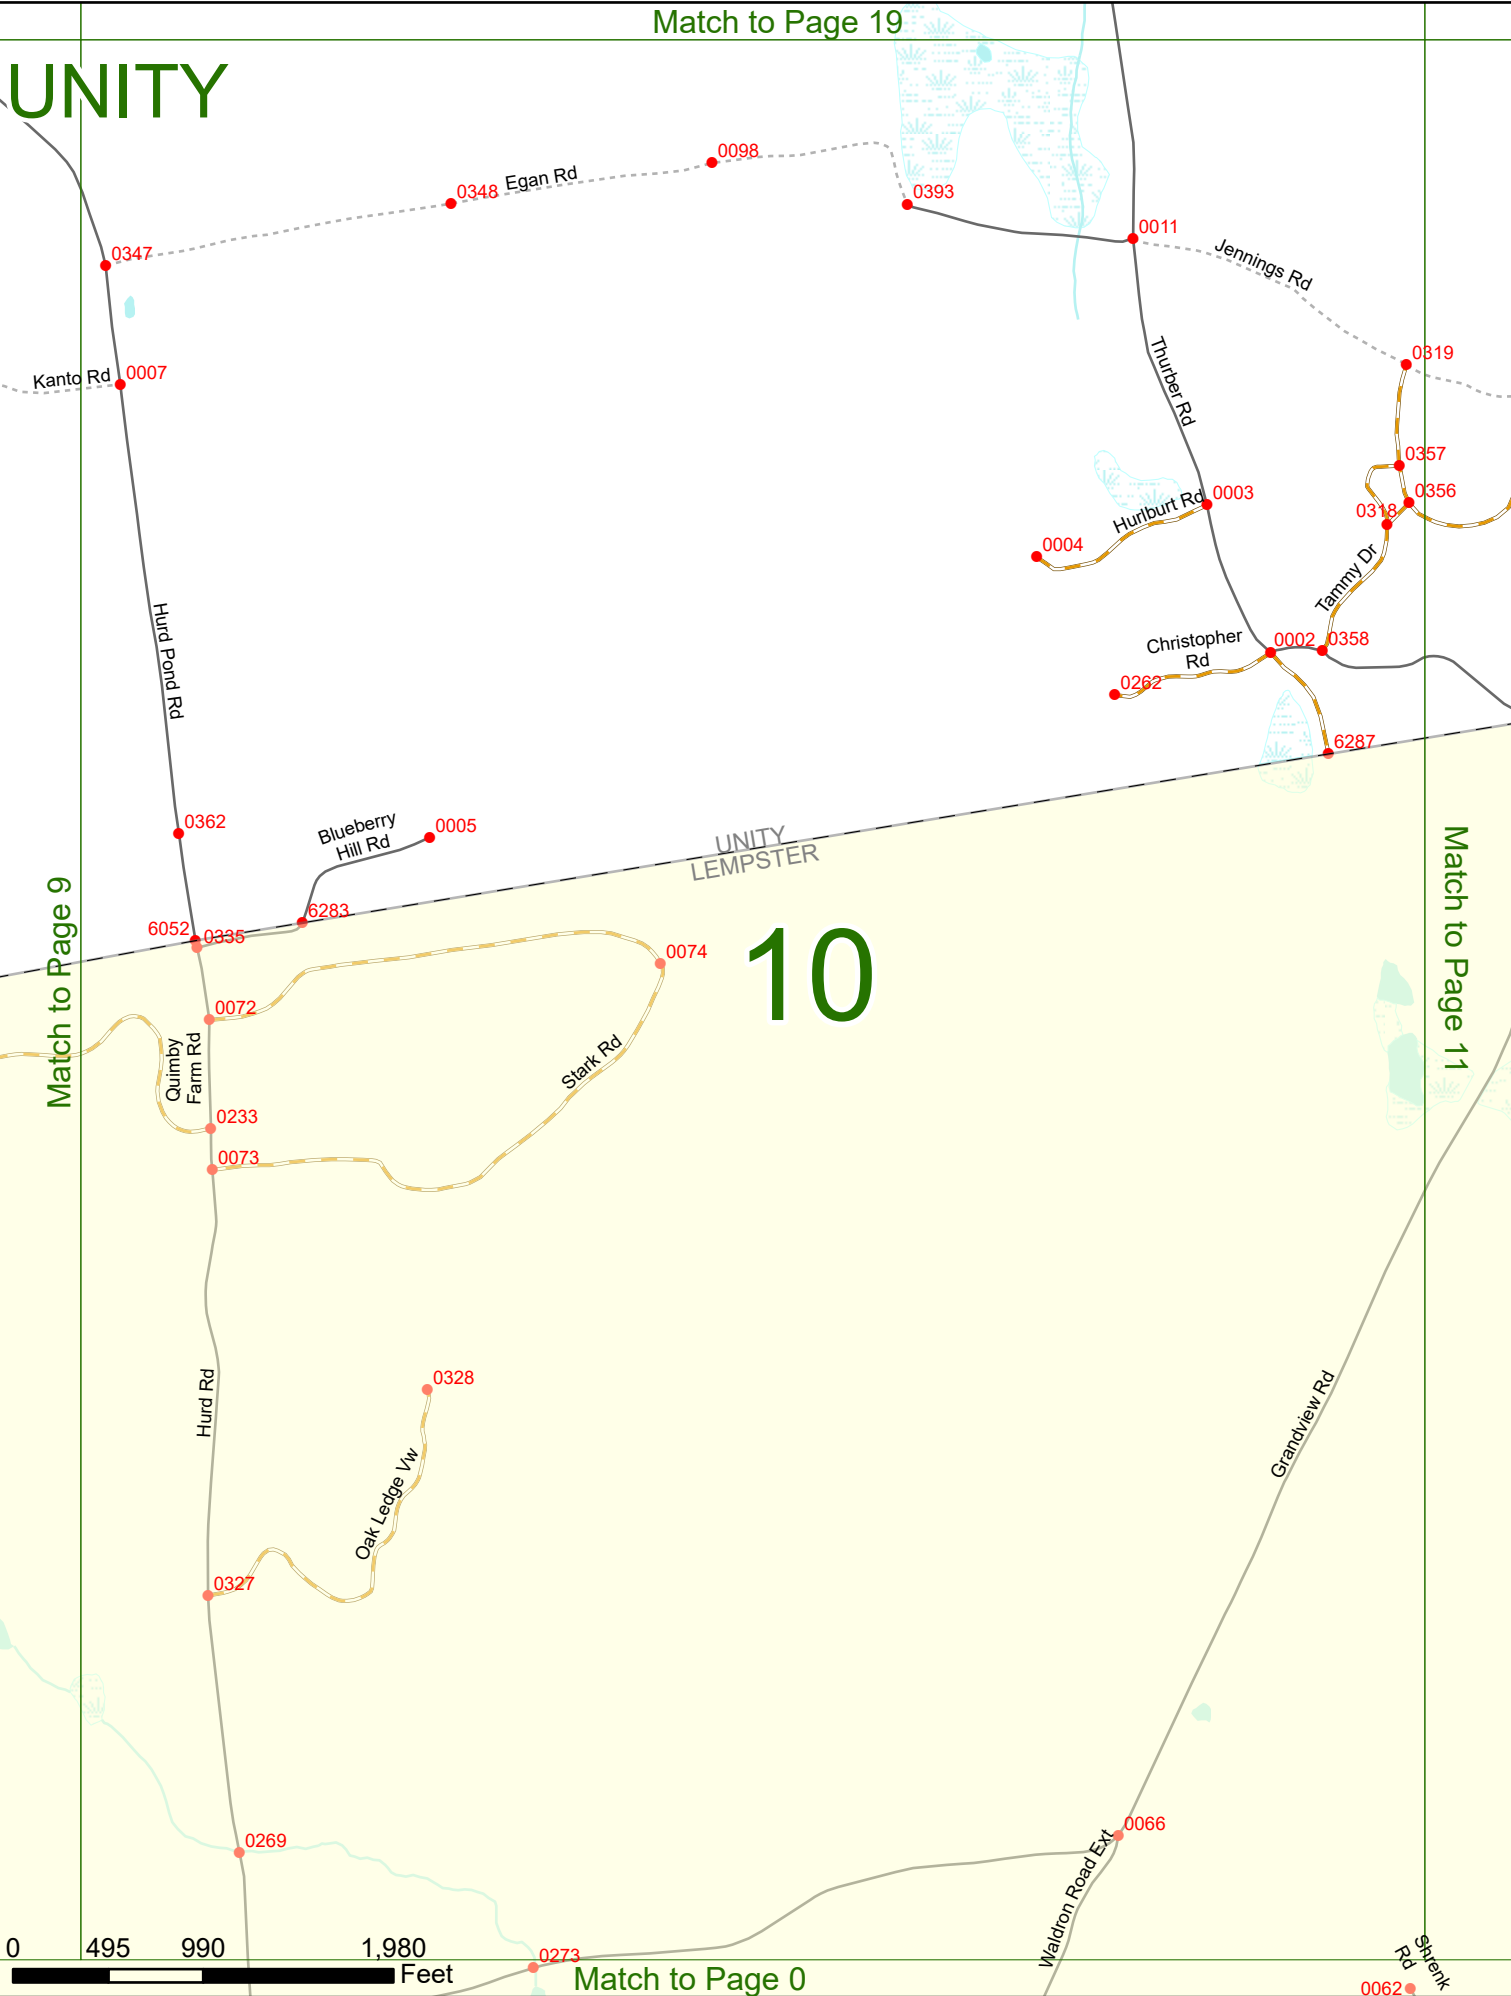 Match to Page 19
UNITY
0098
Egan Rd
0348
0393
0011
0347
Jennings Rd
0319
Kanto Rd
0007
Thurber Rd
0357
0356
0003
Hurlburt Rd
0318
0004
Tammy Dr
Hurd Pond Rd
Christopher
Rd
0002
0358
0262
6287
0362
Blueberry
Hill Rd
0005
UNITY
LEMPSTER
Match to Page 9
Match to Page 11
6283
6052
0335
0074
10
0072
Quimby
Farm Rd
Stark Rd
0233
0073
Hurd Rd
0328
Grandview Rd
Oak Ledge Vw
0327
0066
0269
Waldron Road Ext
0 495 990 1,980
Feet
0273
Match to Page 0
Shrenk
Rd
0062